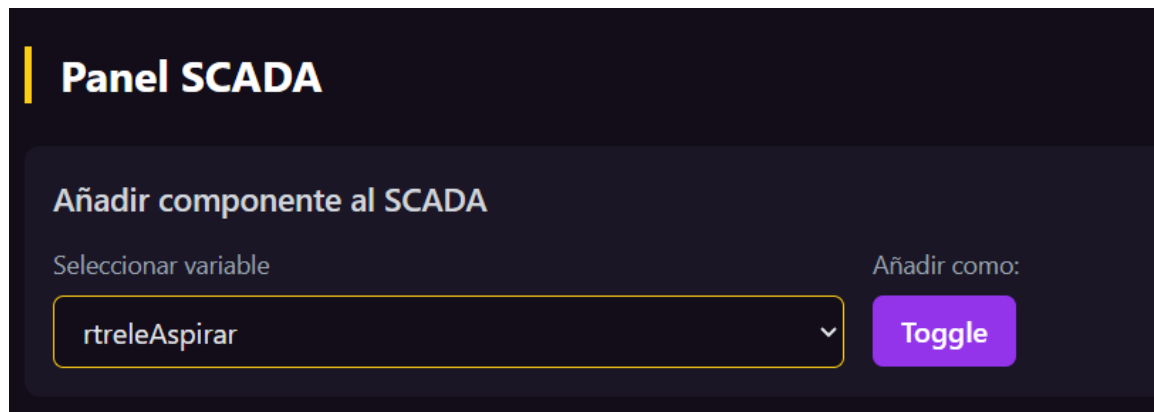 Panel SCADA
Añadir componente al SCADA
Seleccionar variable
Añadir como:
rtreleAspirar
Toggle